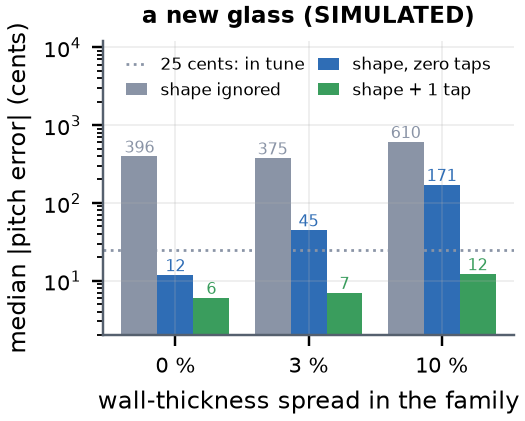 a new glass (SIMULATED)
median |pitch error| (cents)
10⁴
10³
10²
10¹
25 cents: in tune
shape ignored
shape, zero taps
shape + 1 tap
396
12
6
375
45
7
610
171
12
0 %
3 %
10 %
wall-thickness spread in the family